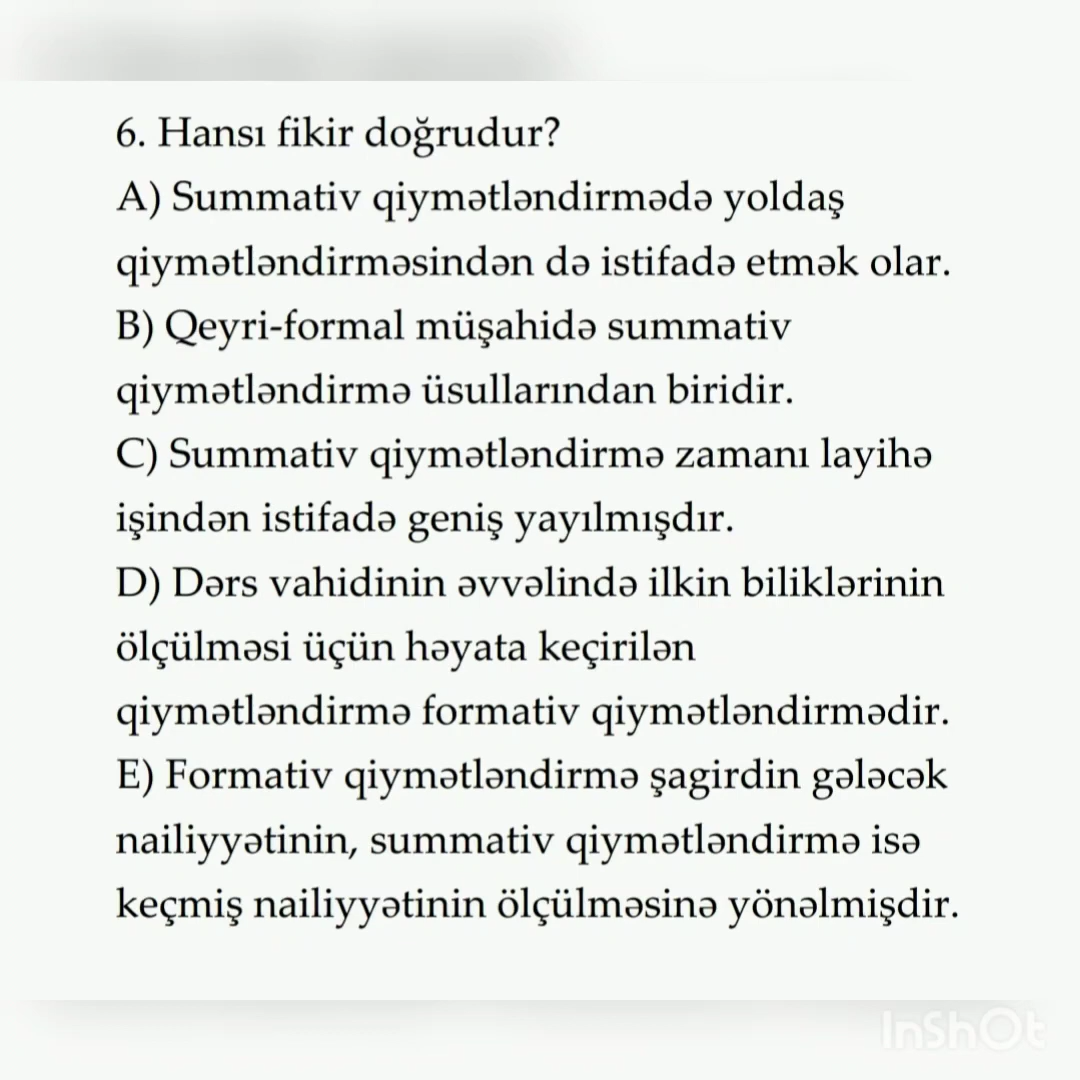 6. Hansı fikir doğrudur?
A) Summativ qiymətləndirmədə yoldaş
qiymətləndirməsindən də istifadə etmək olar.
B) Qeyri-formal müşahidə summativ
qiymətləndirmə üsullarından biridir.
C) Summativ qiymətləndirmə zamanı layihə
işindən istifadə geniş yayılmışdır.
D) Dərs vahidinin əvvəlində ilkin biliklərinin
ölçülməsi üçün həyata keçirilən
qiymətləndirmə formativ qiymətləndirmədir.
E) Formativ qiymətləndirmə şagirdin gələcək
nailiyyətinin, summativ qiymətləndirmə isə
keçmiş nailiyyətinin ölçülməsinə yönəlmişdir.
InShOt